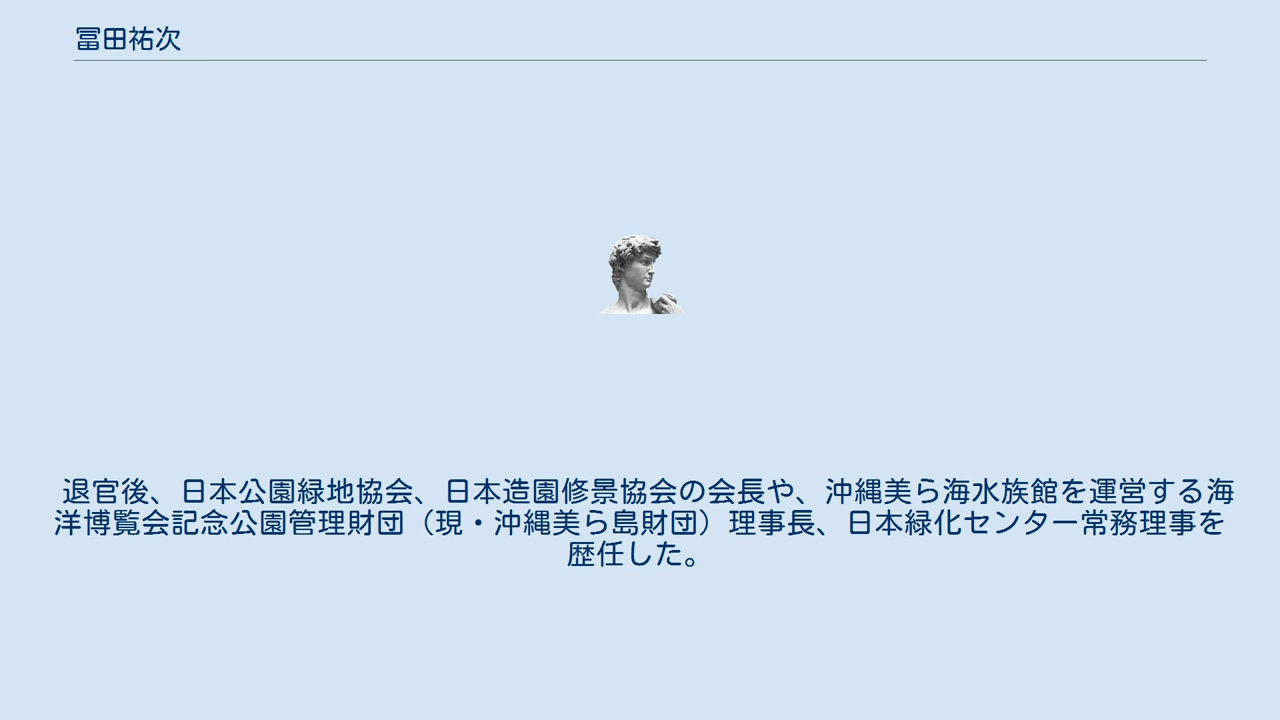 冨田祐次
退官後、日本公園緑地協会、日本造園修景協会の会長や、沖縄美ら海水族館を運営する海
洋博覧会記念公園管理財団（現・沖縄美ら島財団）理事長、日本緑化センター常務理事を
歴任した。